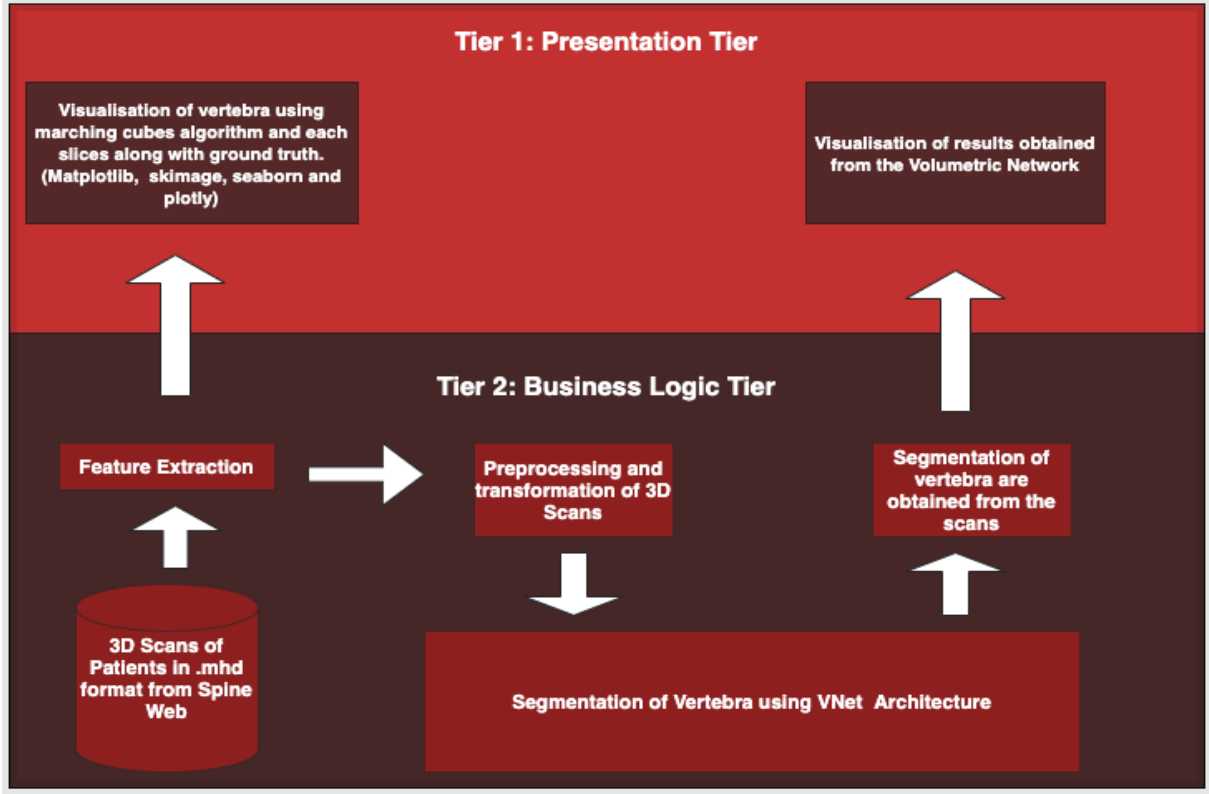 Tier 1: Presentation Tier
Visualisation of vertebra using
marching cubes algorithm and each
slices along with ground truth.
(Matplotlib, skimage, seaborn and
plotly)
Visualisation of results obtained
from the Volumetric Network
Tier 2: Business Logic Tier
Feature Extraction
Preprocessing and
transformation of 3D
Scans
Segmentation of
vertebra are
obtained from the
scans
3D Scans of
Patients in .mhd
format from Spine
Web
Segmentation of Vertebra using VNet Architecture